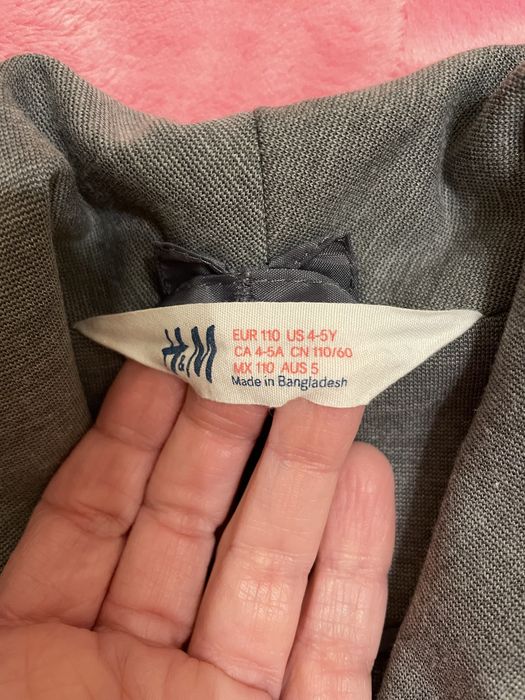 H&M
EUR 110 US 4-5Y
CA 4-5A CN 110/60
MX 110 AUS 5
Made in Bangladesh